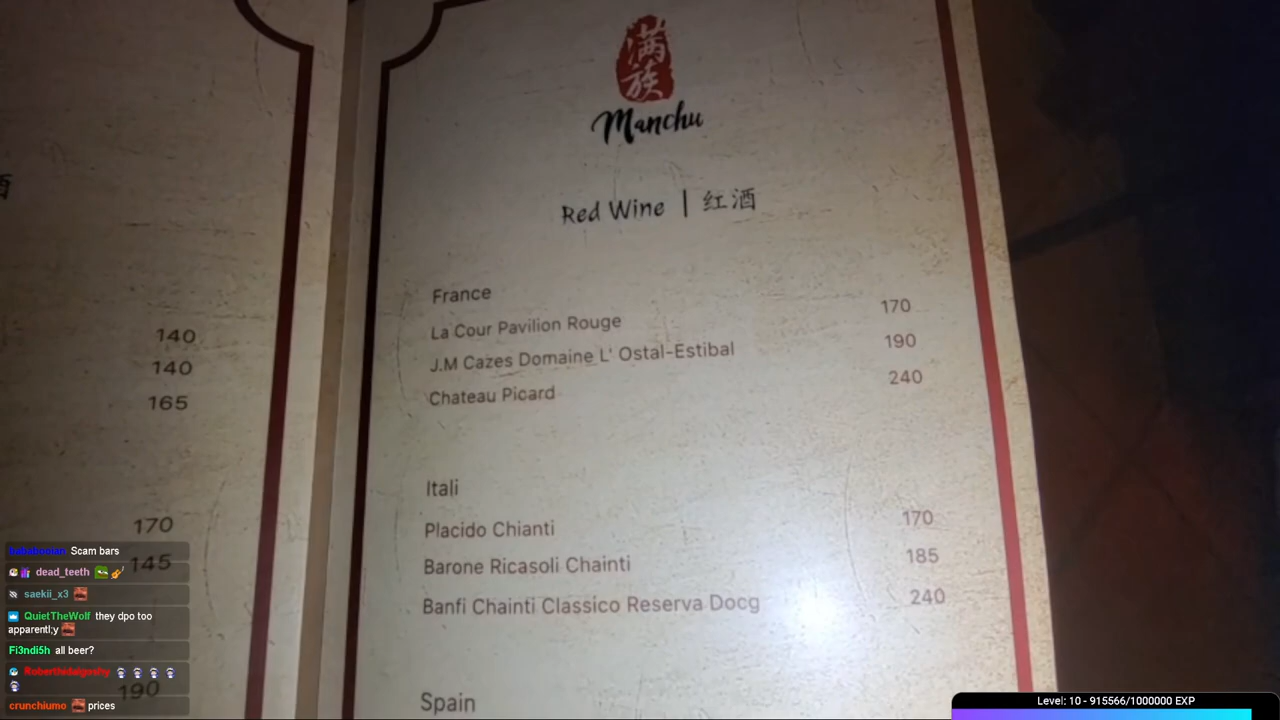 满族
Manchu
Red Wine | 红酒
France
La Cour Pavilion Rouge 170
J.M Cazes Domaine L' Ostal-Estibal 190
Chateau Picard 240
Itali
Placido Chianti 170
Barone Ricasoli Chainti 185
Banfi Chainti Classico Reserva Docg 240
Spain
酒
140
140
165
170
145
190
Scam bars
dead_teeth
saekii_x3
QuietTheWolf they dpo too
apparentl;y
Fi3ndi5h all beer?
crunchiumo prices
Level: 10 - 915566/1000000 EXP